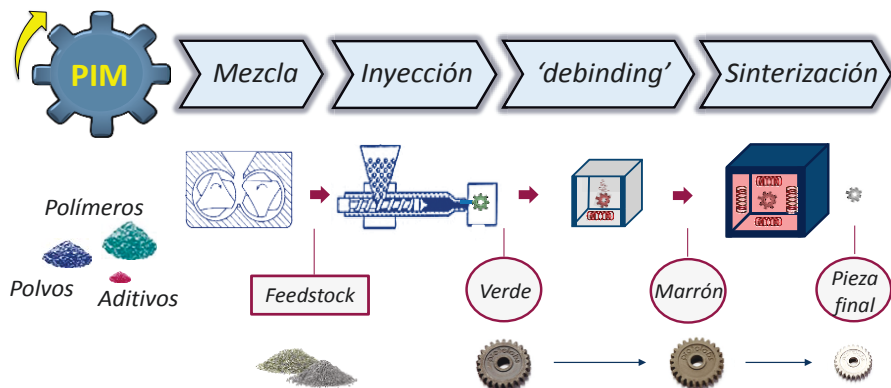 PIM
Mezcla
Inyección
‘debinding’
Sinterización
Polímeros
Polvos
Aditivos
Feedstock
Verde
Marrón
Pieza
final